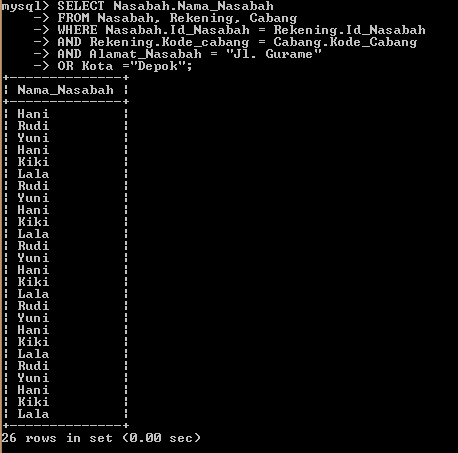 mysql> SELECT Nasabah.Nama_Nasabah
    -> FROM Nasabah, Rekening, Cabang
    -> WHERE Nasabah.Id_Nasabah = Rekening.Id_Nasabah
    -> AND Rekening.Kode_cabang = Cabang.Kode_Cabang
    -> AND Alamat_Nasabah = "Jl. Gurame"
    -> OR Kota ="Depok";
+--------------+
¦ Nama_Nasabah ¦
+--------------+
¦ Hani         ¦
¦ Rudi         ¦
¦ Yuni         ¦
¦ Hani         ¦
¦ Kiki         ¦
¦ Lala         ¦
¦ Rudi         ¦
¦ Yuni         ¦
¦ Hani         ¦
¦ Kiki         ¦
¦ Lala         ¦
¦ Rudi         ¦
¦ Yuni         ¦
¦ Hani         ¦
¦ Kiki         ¦
¦ Lala         ¦
¦ Rudi         ¦
¦ Yuni         ¦
¦ Hani         ¦
¦ Kiki         ¦
¦ Lala         ¦
¦ Rudi         ¦
¦ Yuni         ¦
¦ Hani         ¦
¦ Kiki         ¦
¦ Lala         ¦
+--------------+
26 rows in set (0.00 sec)